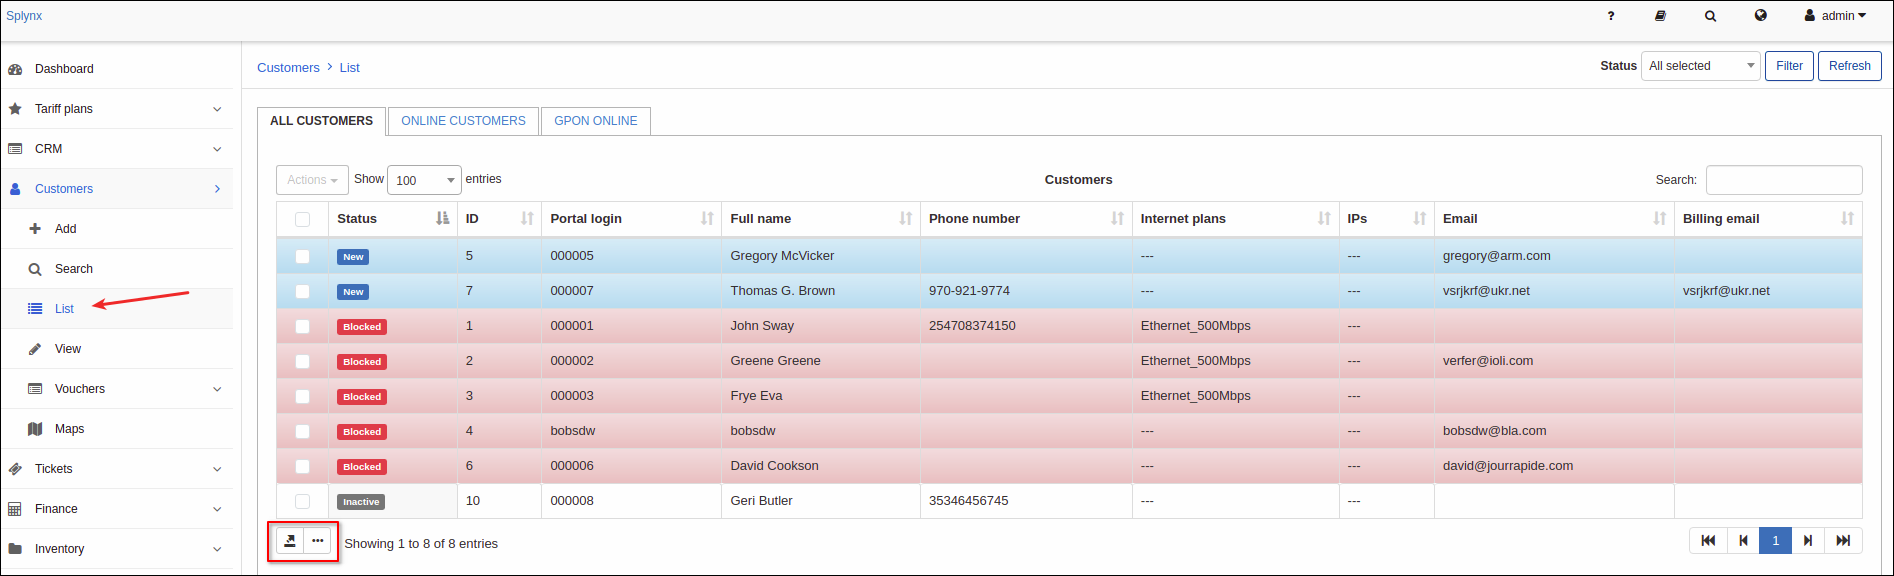 Splynx
? admin
Dashboard
Tariff plans
CRM
Customers
Add
Search
List
View
Vouchers
Maps
Tickets
Finance
Inventory
Customers > List
Status All selected Filter Refresh
ALL CUSTOMERS ONLINE CUSTOMERS GPON ONLINE
Actions Show 100 entries
Customers
Search:
Status ID Portal login Full name Phone number Internet plans IPs Email Billing email
New 5 000005 Gregory McVicker --- --- gregory@arm.com
New 7 000007 Thomas G. Brown 970-921-9774 --- --- vsrjkrf@ukr.net vsrjkrf@ukr.net
Blocked 1 000001 John Sway 254708374150 Ethernet_500Mbps ---
Blocked 2 000002 Greene Greene Ethernet_500Mbps --- verfer@ioli.com
Blocked 3 000003 Frye Eva Ethernet_500Mbps ---
Blocked 4 bobsdw bobsdw --- --- bobsdw@bla.com
Blocked 6 000006 David Cookson --- --- david@jourrapide.com
Inactive 10 000008 Geri Butler 35346456745 --- ---
Showing 1 to 8 of 8 entries
1